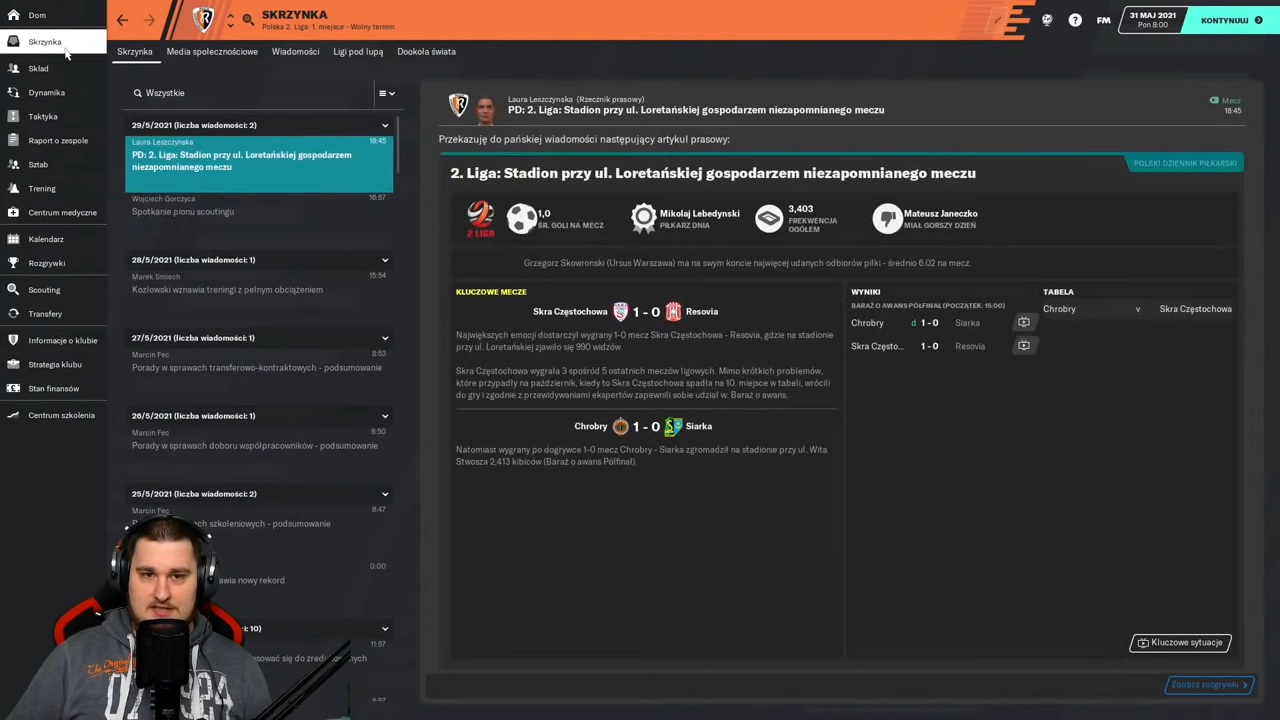 Dom
Skrzynka
Skład
Dynamika
Taktyka
Raport o zespole
Sztab
Trening
Centrum medyczne
Kalendarz
Rozgrywki
Scouting
Transfery
Informacje o klubie
Strategia klubu
Stan finansów
Centrum szkolenia
SKRZYNKA
Polska 2. Liga: 1. miejsce - Wolny termin.
? FM
31 MAJ 2021
Pon 8:00
KONTYNUUJ
Skrzynka Media społecznościowe Wiadomości Ligi pod lupą Dookoła świata
Wszystkie
29/5/2021 (liczba wiadomości: 2)
Laura Leszczynska 18:45
PD: 2. Liga: Stadion przy ul. Loretańskiej gospodarzem
niezapomnianego meczu
Wojciech Gorczyca 16:57
Spotkanie pionu scoutingu
28/5/2021 (liczba wiadomości: 1)
Marek Smiech 15:54
Kozlowski wznawia treningi z pełnym obciążeniem
27/5/2021 (liczba wiadomości: 1)
Marcin Fec 8:53
Porady w sprawach transferowo-kontraktowych - podsumowanie
26/5/2021 (liczba wiadomości: 1)
Marcin Fec 8:50
Porady w sprawach doboru współpracowników - podsumowanie
25/5/2021 (liczba wiadomości: 2)
Marcin Fec 8:47
szkoleniowych - podsumowanie
0:00
awia nowy rekord
10)
11:57
Laura Leszczynska (Rzecznik prasowy)
PD: 2. Liga: Stadion przy ul. Loretańskiej gospodarzem niezapomnianego meczu
Mecz
18:45
Przekazuję do pańskiej wiadomości następujący artykuł prasowy:
POLSKI DZIENNIK PIŁKARSKI
2. Liga: Stadion przy ul. Loretańskiej gospodarzem niezapomnianego meczu
2 LIGA
1,0
ŚR. GOLI NA MECZ
Mikolaj Lebedynski
PIŁKARZ DNIA
3,403
FREKWENCJA
OGÓŁEM
Mateusz Janeczko
MIAŁ GORSZY DZIEŃ
Grzegorz Skowronski (Ursus Warszawa) ma na swym koncie najwięcej udanych odbiorów piłki - średnio 6.02 na mecz.
KLUCZOWE MECZE
Skra Częstochowa 1 - 0 Resovia
Największych emocji dostarczył wygrany 1-0 mecz Skra Częstochowa - Resovia, gdzie na stadionie
przy ul. Loretańskiej zjawiło się 990 widzów.
Skra Częstochowa wygrała 3 spośród 5 ostatnich meczów ligowych. Mimo krótkich problemów,
które przypadły na październik, kiedy to Skra Częstochowa spadła na 10. miejsce w tabeli, wrócili
do gry i zgodnie z przewidywaniami ekspertów zapewnili sobie udział w: Baraż o awans.
Chrobry 1 - 0 Siarka
Natomiast wygrany po dogrywce 1-0 mecz Chrobry - Siarka zgromadził na stadionie przy ul. Wita
Stwosza 2,413 kibiców (Baraż o awans Półfinał).
WYNIKI
BARAŻ O AWANS PÓŁFINAŁ (POCZĄTEK: 15:00)
Chrobry d 1 - 0 Siarka
Skra Często... 1 - 0 Resovia
TABELA
Chrobry v Skra Częstochowa
Kluczowe sytuacje
Zobacz rozgrywki